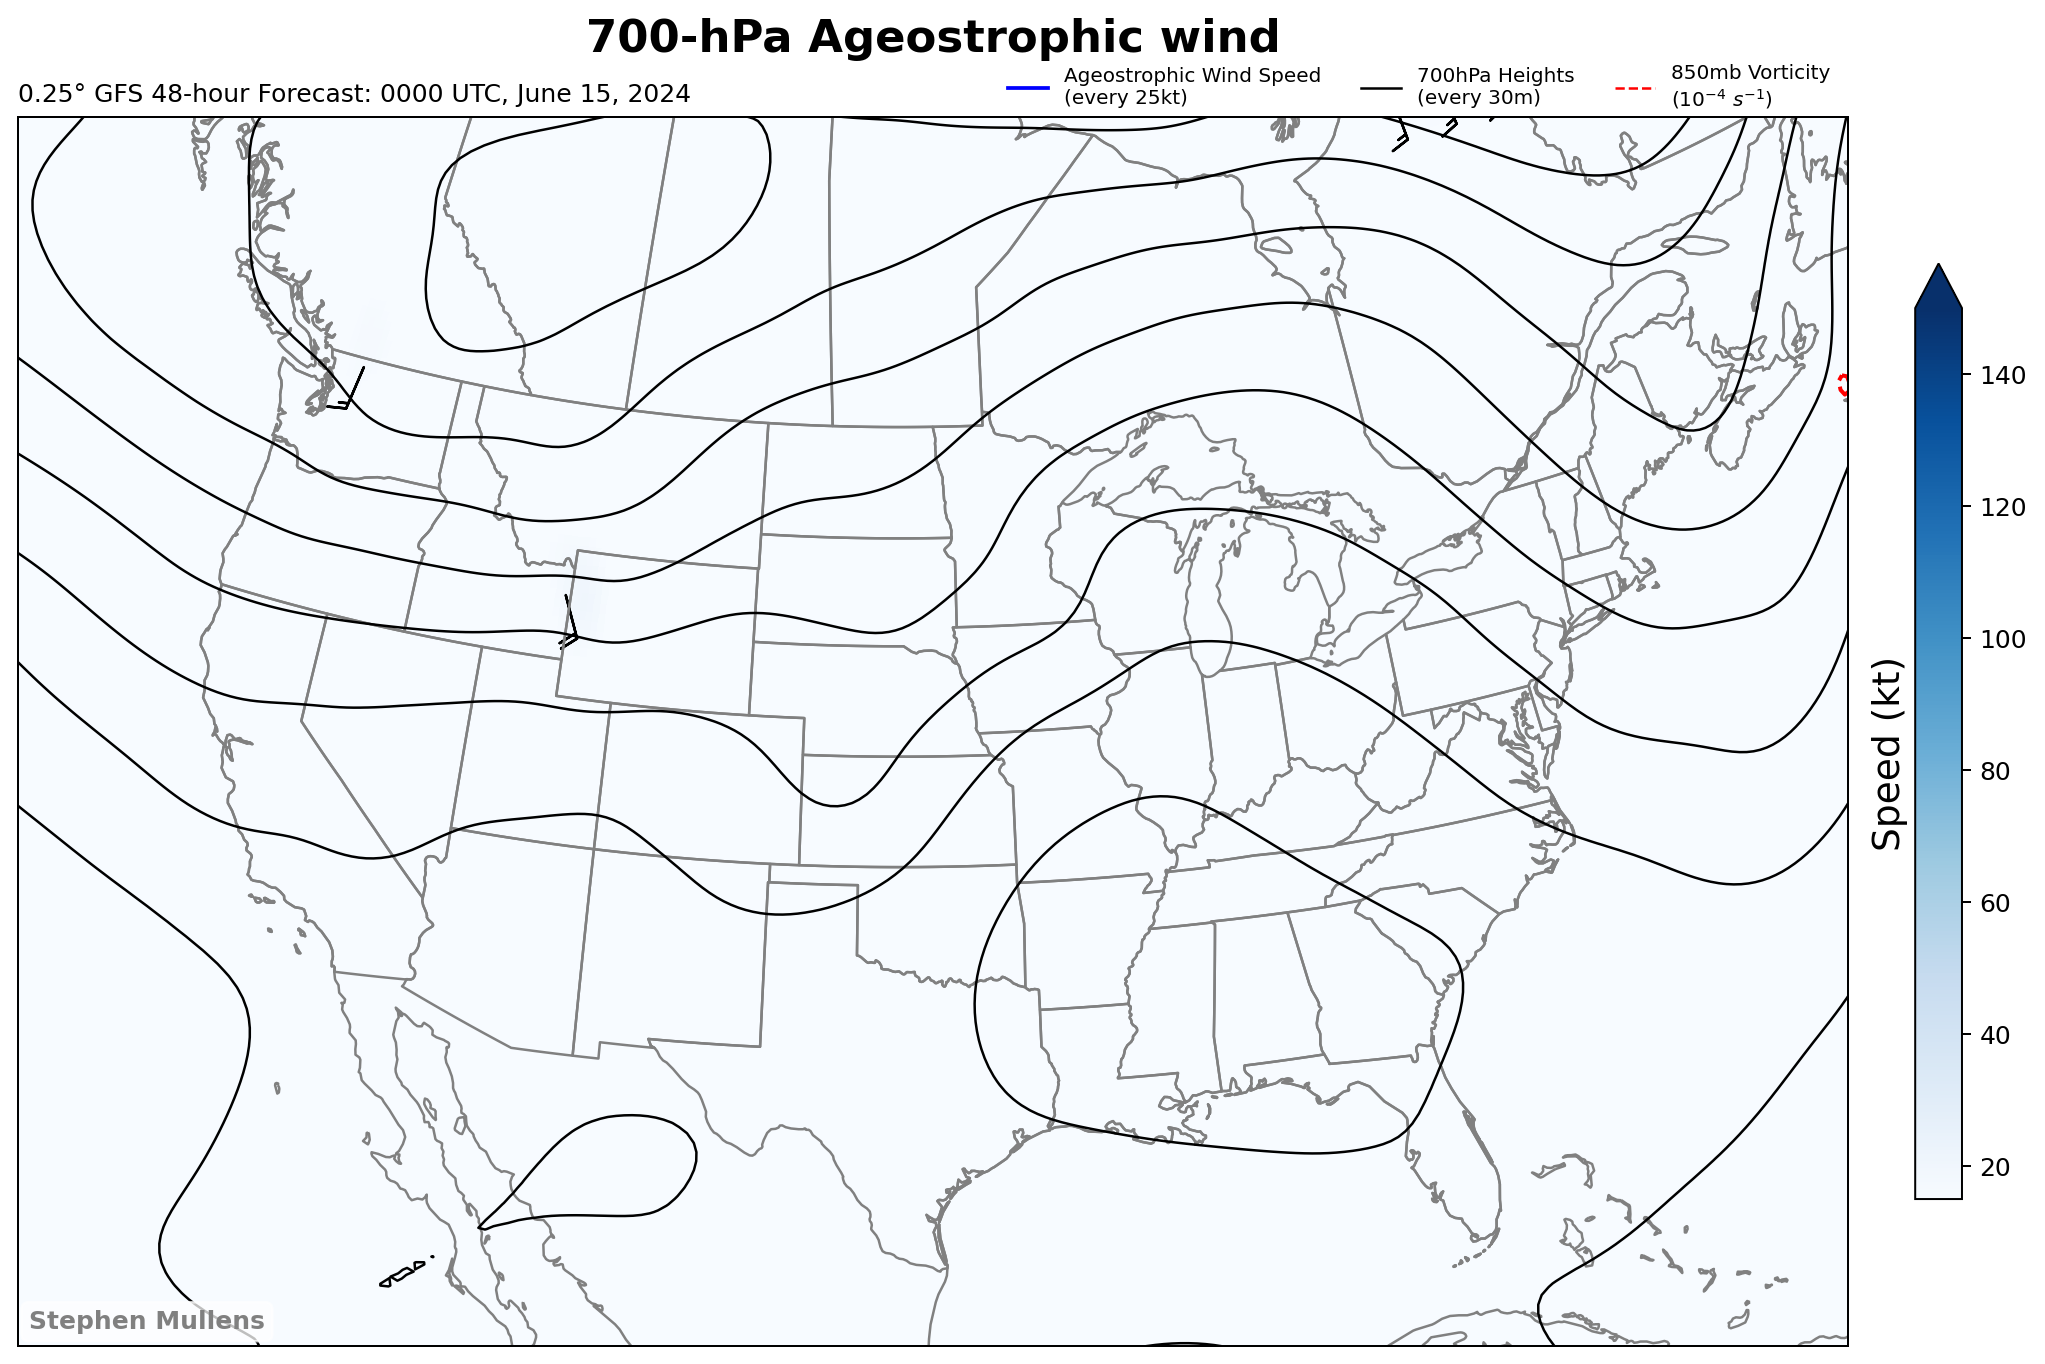 700-hPa Ageostrophic wind
0.25° GFS 48-hour Forecast: 0000 UTC, June 15, 2024
Ageostrophic Wind Speed
(every 25kt)
700hPa Heights
(every 30m)
850mb Vorticity
(10⁻⁴ s⁻¹)
140
120
100
80
60
40
20
Speed (kt)
Stephen Mullens